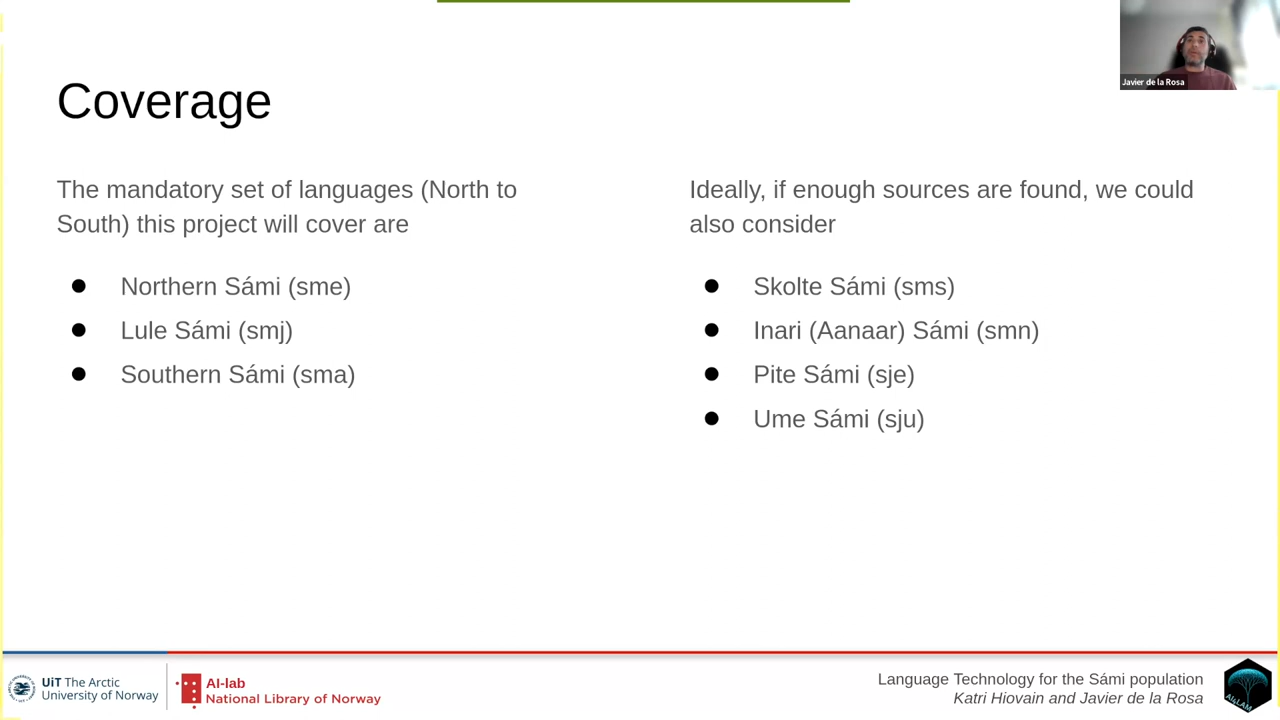 Javier de la Rosa
Coverage
The mandatory set of languages (North to
South) this project will cover are
● Northern Sámi (sme)
● Lule Sámi (smj)
● Southern Sámi (sma)
Ideally, if enough sources are found, we could
also consider
● Skolte Sámi (sms)
● Inari (Aanaar) Sámi (smn)
● Pite Sámi (sje)
● Ume Sámi (sju)
UiT The Arctic
University of Norway
AI-lab
National Library of Norway
Language Technology for the Sámi population
Katri Hiovain and Javier de la Rosa
AI4LAM